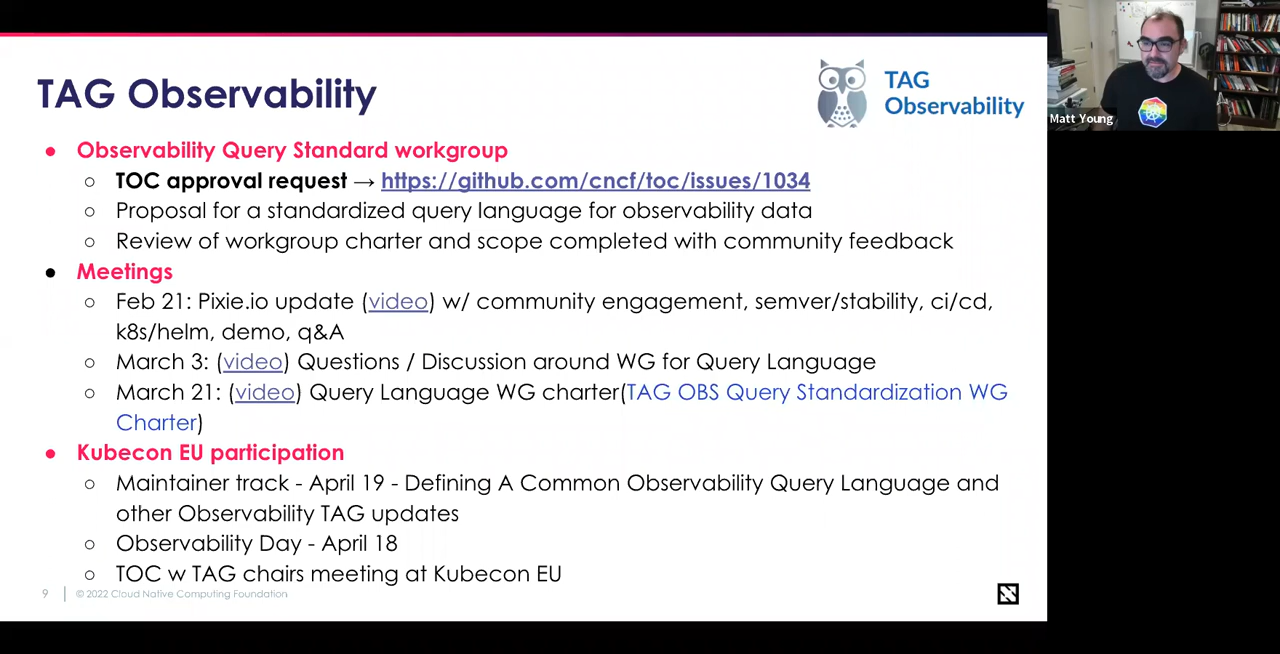 TAG Observability
TAG
Observability
Matt Young
● Observability Query Standard workgroup
○ TOC approval request → https://github.com/cncf/toc/issues/1034
○ Proposal for a standardized query language for observability data
○ Review of workgroup charter and scope completed with community feedback
● Meetings
○ Feb 21: Pixie.io update (video) w/ community engagement, semver/stability, ci/cd,
k8s/helm, demo, q&A
○ March 3: (video) Questions / Discussion around WG for Query Language
○ March 21: (video) Query Language WG charter(TAG OBS Query Standardization WG
Charter)
● Kubecon EU participation
○ Maintainer track - April 19 - Defining A Common Observability Query Language and
other Observability TAG updates
○ Observability Day - April 18
○ TOC w TAG chairs meeting at Kubecon EU
9 | © 2022 Cloud Native Computing Foundation